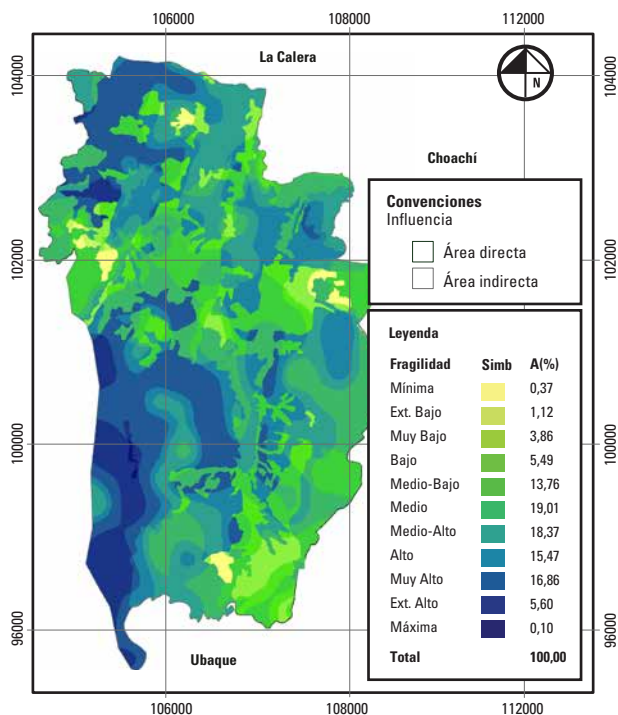 106000 108000 112000
La Calera
104000 104000
N
Choachí
Convenciones
Influencia
Área directa
Área indirecta
102000 102000
Leyenda
Fragilidad Simb A(%)
Mínima 0,37
Ext. Bajo 1,12
Muy Bajo 3,86
Bajo 5,49
Medio-Bajo 13,76
Medio 19,01
Medio-Alto 18,37
Alto 15,47
Muy Alto 16,86
Ext. Alto 5,60
Máxima 0,10
Total 100,00
100000 100000
96000 96000
Ubaque
106000 108000 112000